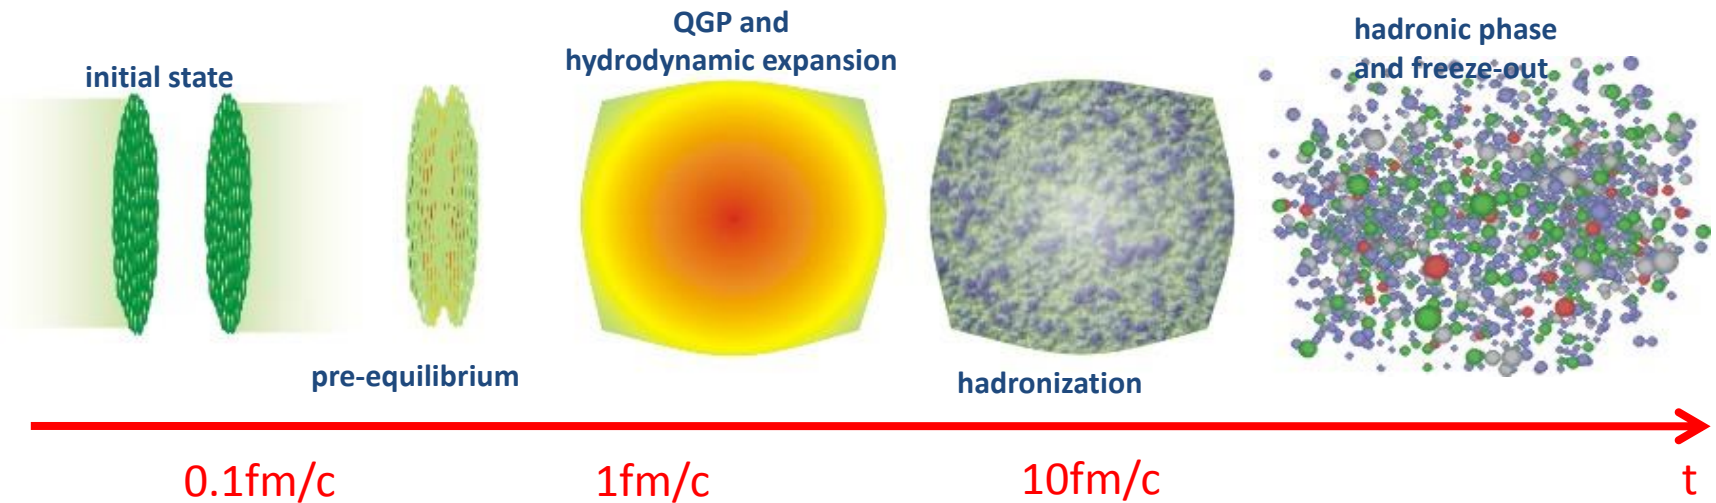 initial state
pre-equilibrium
QGP and
hydrodynamic expansion
hadronization
hadronic phase
and freeze-out
0.1fm/c
1fm/c
10fm/c
t